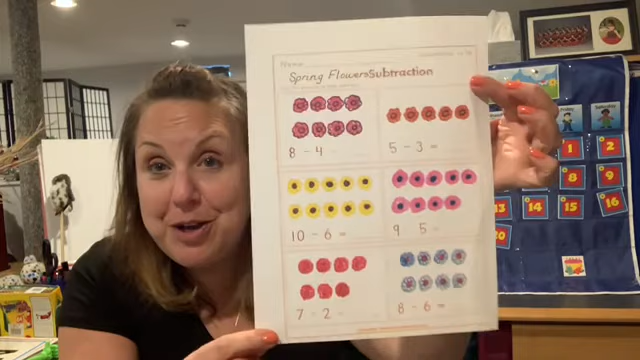 Name
Spring Flowers Subtraction
8 - 4
5 - 3 =
10 - 6 =
9 5 =
7 - 2 =
8 - 6 =
1 2
8 9
13 14 15 16
20